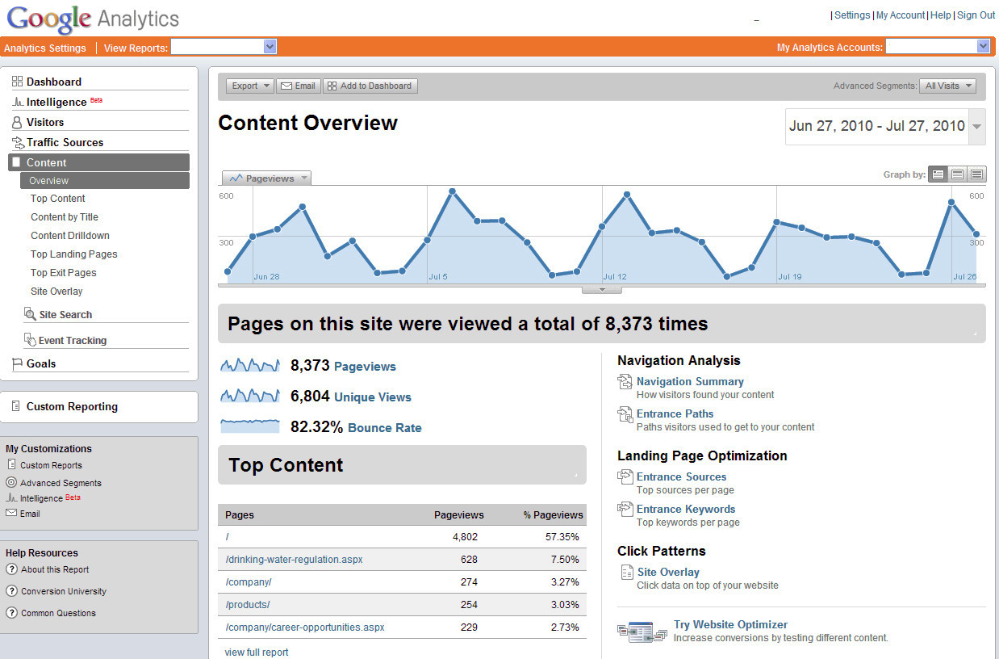 Google Analytics
Settings | My Account | Help | Sign Out
Analytics Settings | View Reports:
My Analytics Accounts:
Dashboard
Intelligence Beta
Visitors
Traffic Sources
Content
Overview
Top Content
Content by Title
Content Drilldown
Top Landing Pages
Top Exit Pages
Site Overlay
Site Search
Event Tracking
Goals
Custom Reporting
My Customizations
Custom Reports
Advanced Segments
Intelligence Beta
Email
Help Resources
? About this Report
? Conversion University
? Common Questions
Export
Email
Add to Dashboard
Advanced Segments: All Visits
Content Overview
Jun 27, 2010 - Jul 27, 2010
Pageviews
Graph by:
600 600
300 300
Jun 28 Jul 5 Jul 12 Jul 19 Jul 26
Pages on this site were viewed a total of 8,373 times
8,373 Pageviews
6,804 Unique Views
82.32% Bounce Rate
Top Content
Pages Pageviews % Pageviews
/ 4,802 57.35%
/drinking-water-regulation.aspx 628 7.50%
/company/ 274 3.27%
/products/ 254 3.03%
/company/career-opportunities.aspx 229 2.73%
view full report
Navigation Analysis
Navigation Summary
How visitors found your content
Entrance Paths
Paths visitors used to get to your content
Landing Page Optimization
Entrance Sources
Top sources per page
Entrance Keywords
Top keywords per page
Click Patterns
Site Overlay
Click data on top of your website
Try Website Optimizer
Increase conversions by testing different content.